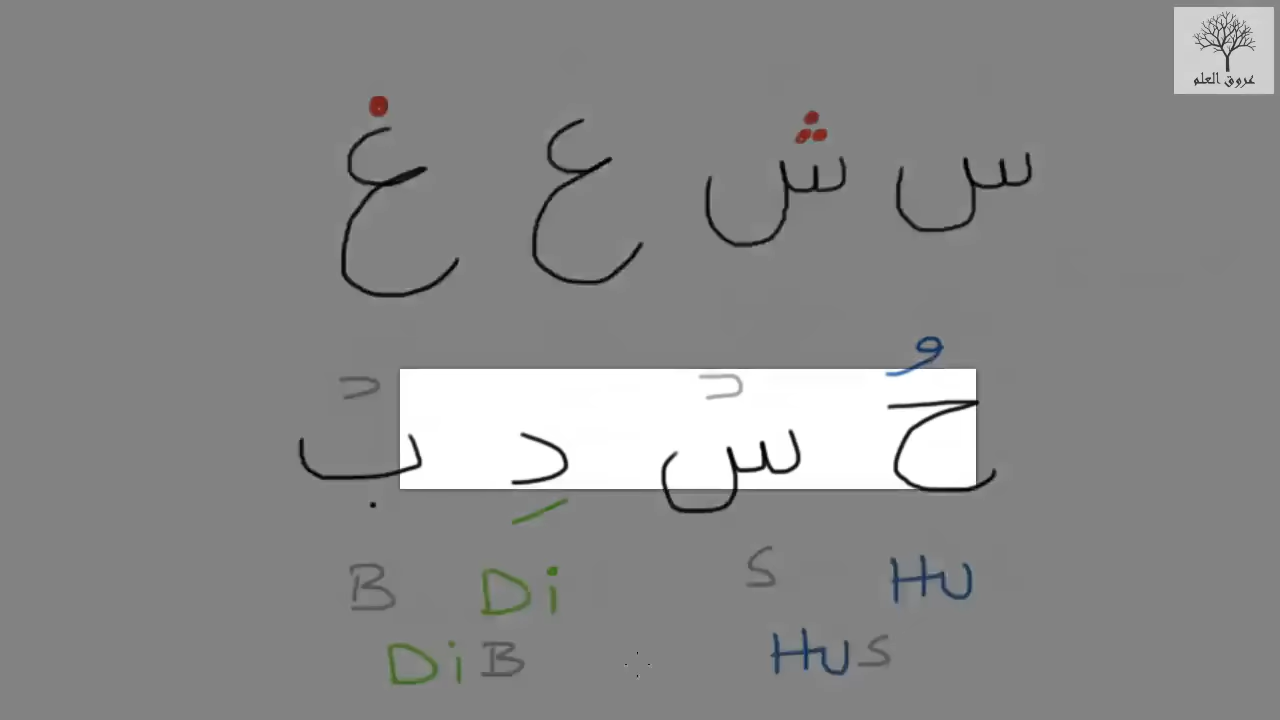 عروق العلم
س ش ع غ
حُ سْ دِ بْ
B Di S Hu
DiB HuS